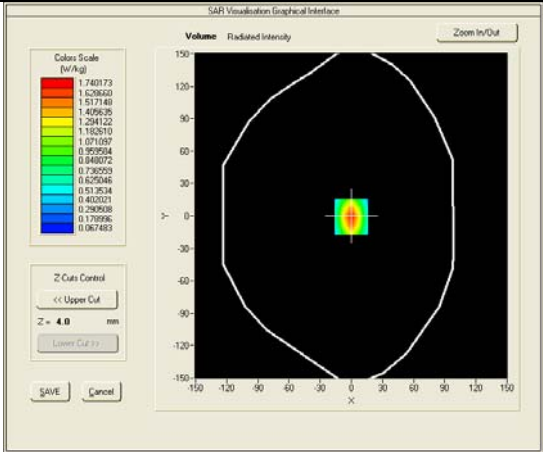 SAR Visualisation Graphical Interface
Volume Radiated Intensity
Zoom In/Out
Colors Scale
(W/kg)
1.740173
1.628660
1.517148
1.405635
1.294122
1.182610
1.071097
0.959584
0.848072
0.736559
0.625046
0.513534
0.402021
0.290508
0.178996
0.067483
Z-Cuts Control
<< Upper Cut
Z = 4.0 mm
Lower Cut >>
SAVE Cancel
150
120
90
60
30
0
-30
-60
-90
-120
-150
Y
-150 -120 -90 -60 -30 0 30 60 90 120 150
X